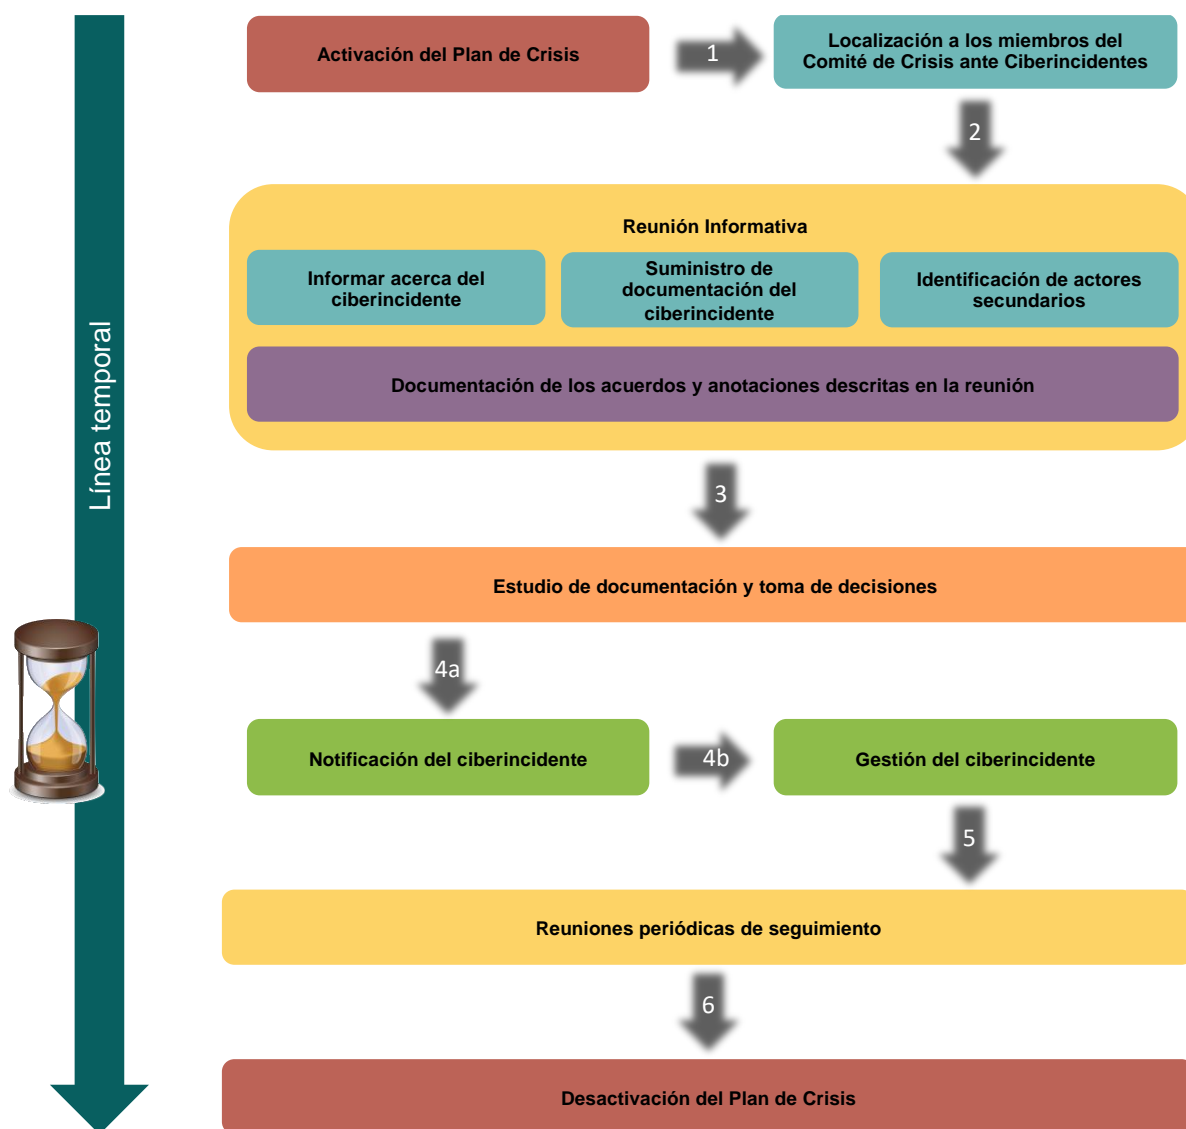 Activación del Plan de Crisis
1
Localización a los miembros del
Comité de Crisis ante Ciberincidentes
2
Reunión Informativa
Informar acerca del
ciberincidente
Suministro de
documentación del
ciberincidente
Identificación de actores
secundarios
Documentación de los acuerdos y anotaciones descritas en la reunión
Línea temporal
3
Estudio de documentación y toma de decisiones
4a
Notificación del ciberincidente
4b
Gestión del ciberincidente
5
Reuniones periódicas de seguimiento
6
Desactivación del Plan de Crisis